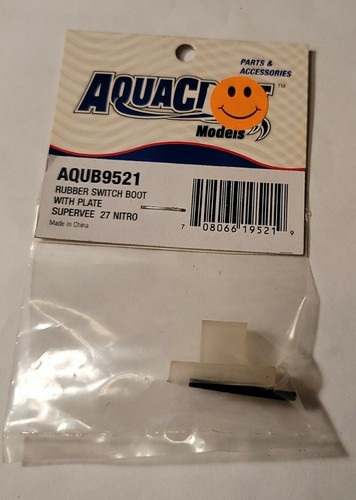 PARTS &
ACCESSORIES
AQUACRAFT™
Models
AQUB9521
RUBBER SWITCH BOOT
WITH PLATE
SUPERVEE 27 NITRO
Made in China
7 08066 19521 9